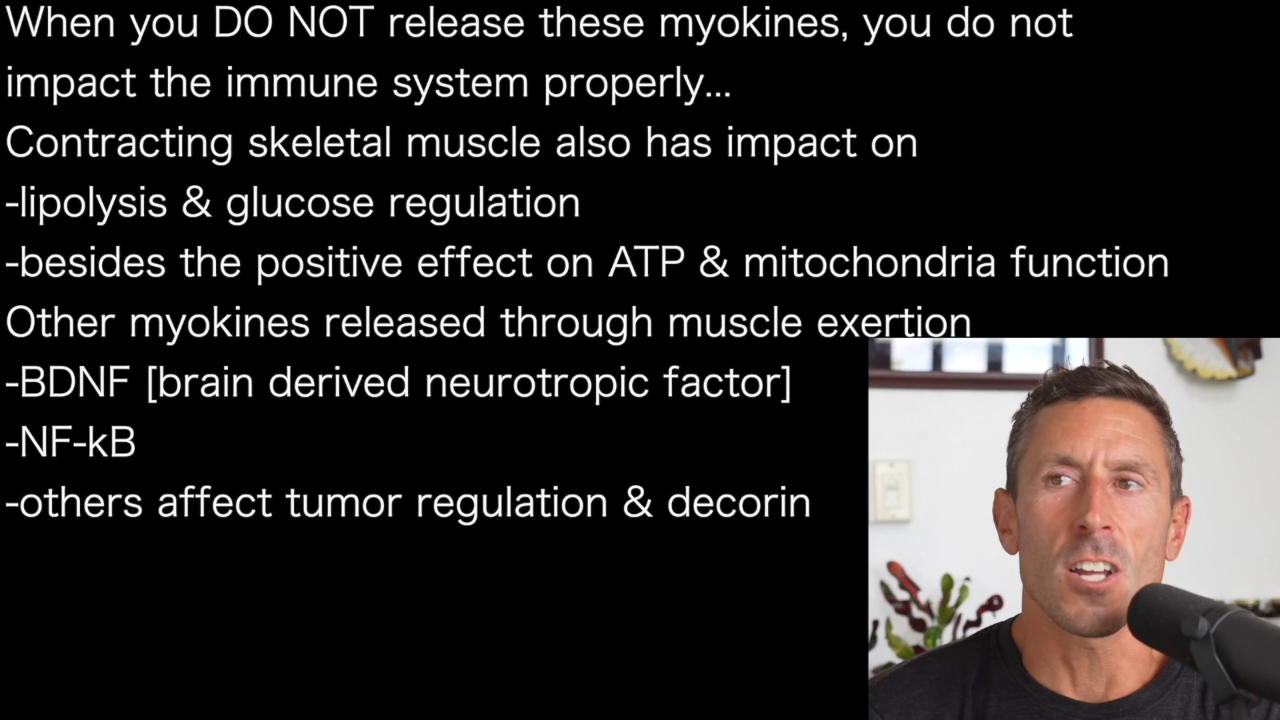 When you DO NOT release these myokines, you do not
impact the immune system properly...
Contracting skeletal muscle also has impact on
-lipolysis & glucose regulation
-besides the positive effect on ATP & mitochondria function
Other myokines released through muscle exertion
-BDNF [brain derived neurotropic factor]
-NF-kB
-others affect tumor regulation & decorin